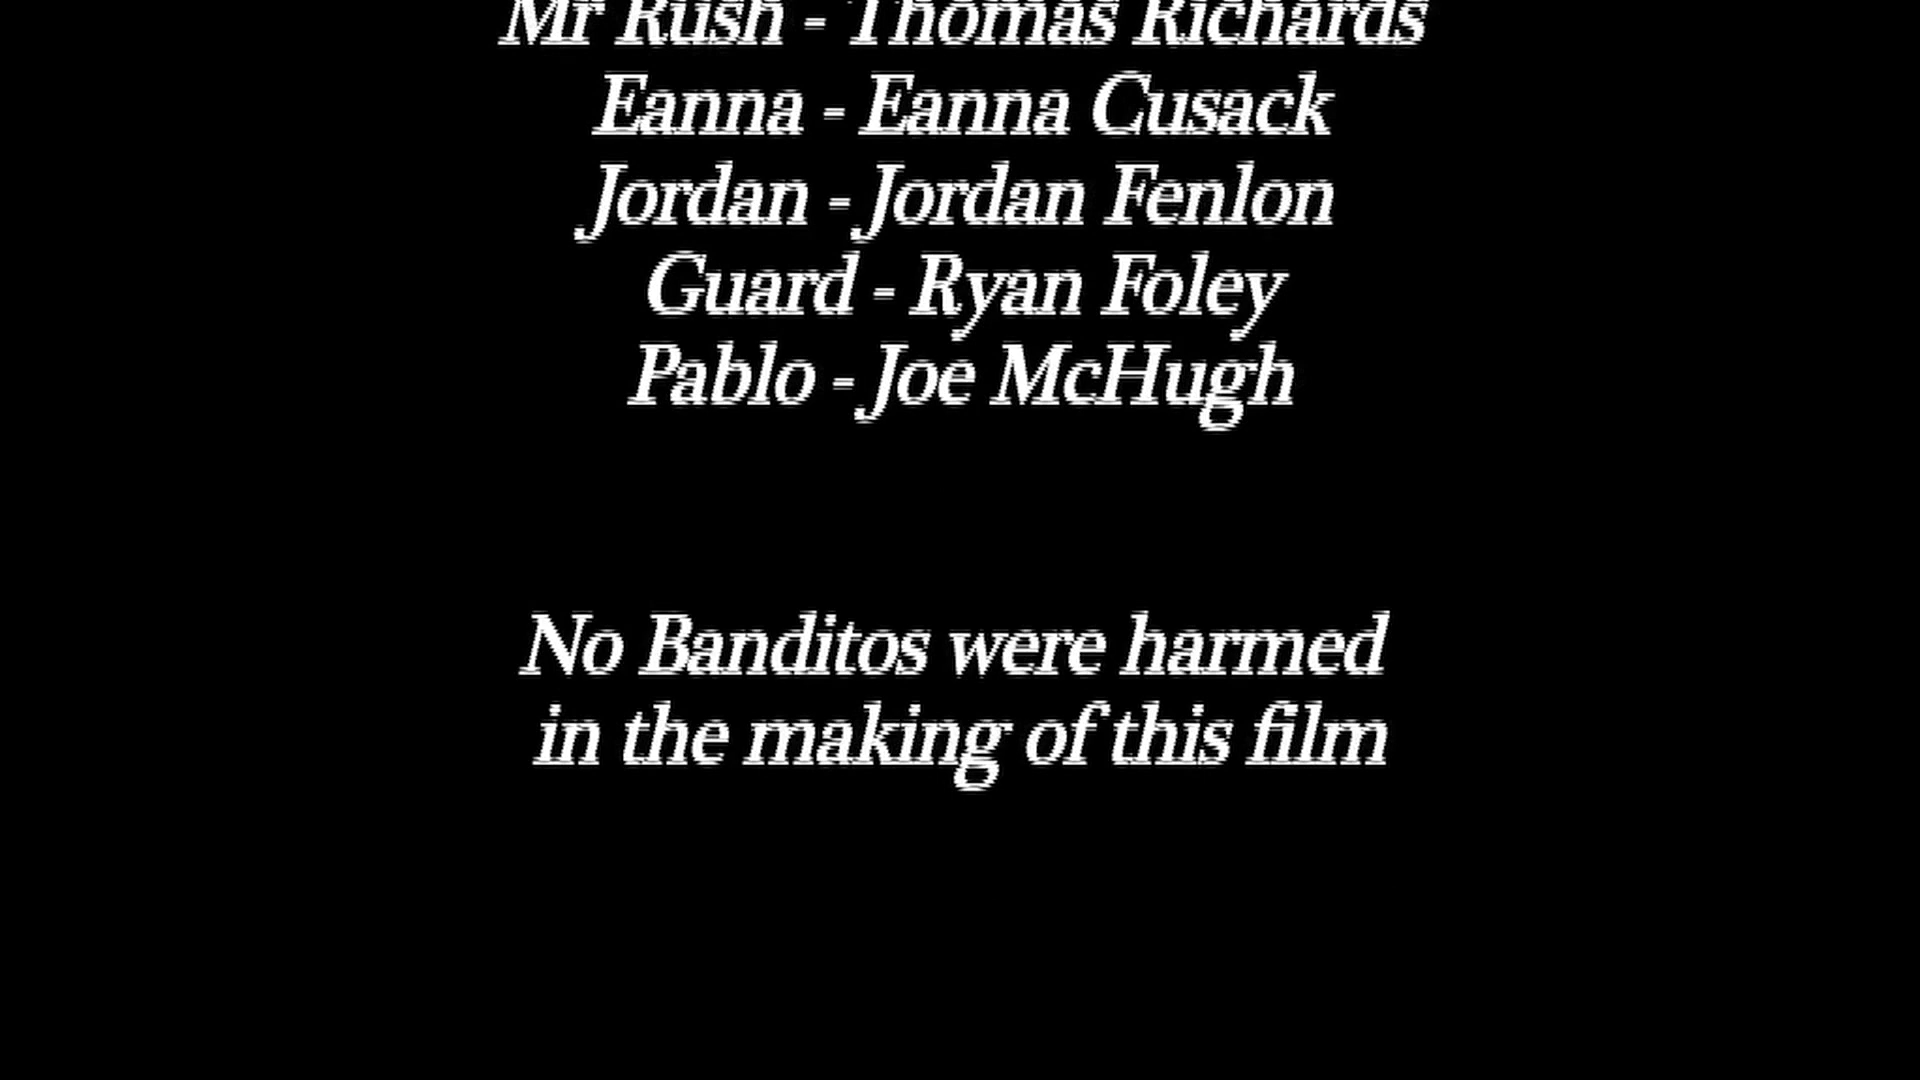 Mr Rush - Thomas Richards
Eanna - Eanna Cusack
Jordan - Jordan Fenlon
Guard - Ryan Foley
Pablo - Joe McHugh
No Banditos were harmed
in the making of this film